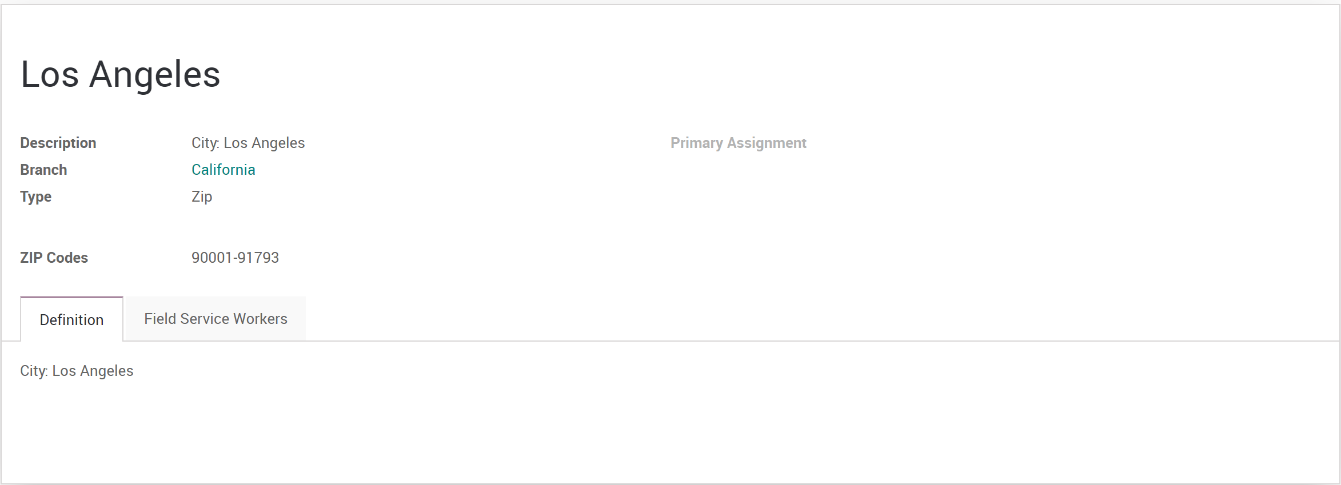 Los Angeles
Description City: Los Angeles Primary Assignment
Branch California
Type Zip
ZIP Codes 90001-91793
Definition Field Service Workers
City: Los Angeles